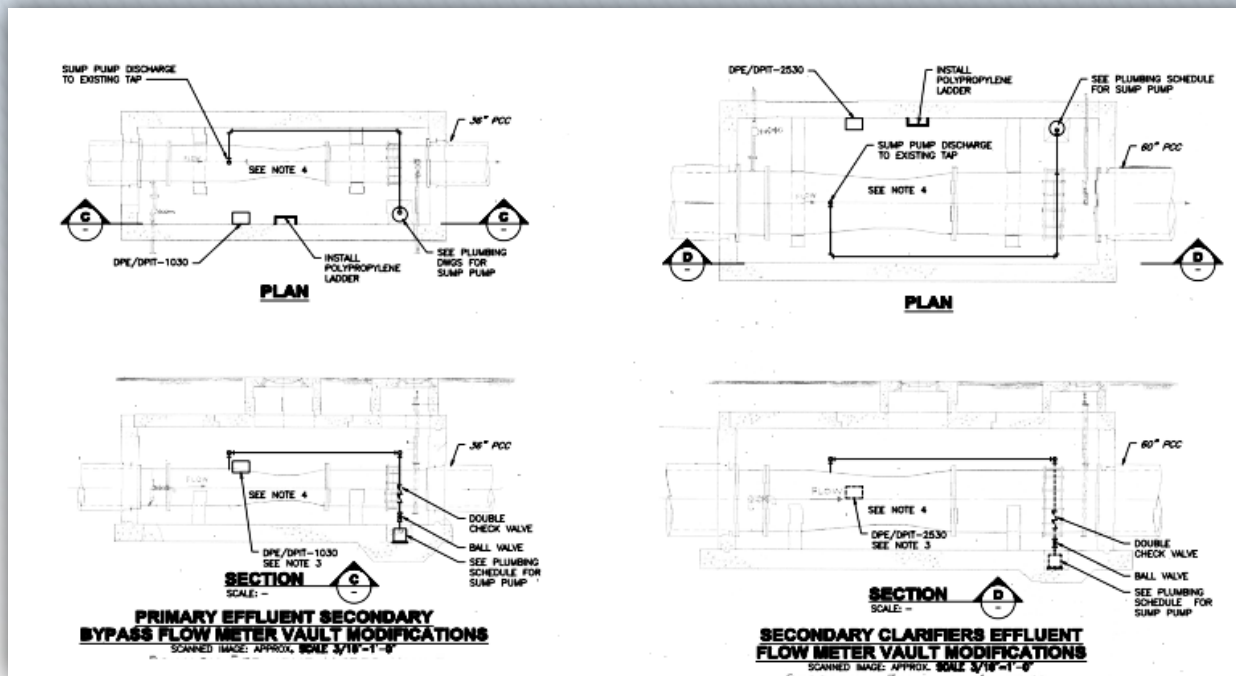 SUMP PUMP DISCHARGE
TO EXISTING TAP
36" PCC
SEE NOTE 4
C
-
C
-
DPE/DPIT-1030
INSTALL
POLYPROPYLENE
LADDER
SEE PLUMBING
DWGS FOR
SUMP PUMP
PLAN
DPE/DPIT-2530
INSTALL
POLYPROPYLENE
LADDER
SEE PLUMBING SCHEDULE
FOR SUMP PUMP
SUMP PUMP DISCHARGE
TO EXISTING TAP
60" PCC
SEE NOTE 4
FLOW
D
-
D
-
PLAN
36" PCC
FLOW
SEE NOTE 4
DOUBLE
CHECK VALVE
BALL VALVE
SEE PLUMBING
SCHEDULE FOR
SUMP PUMP
DPE/DPIT-1030
SEE NOTE 3
SECTION
C
-
SCALE: -
PRIMARY EFFLUENT SECONDARY
BYPASS FLOW METER VAULT MODIFICATIONS
SCANNED IMAGE: APPROX. SCALE 3/16"=1'-0"
60" PCC
FLOW
SEE NOTE 4
DPE/DPIT-2530
SEE NOTE 3
DOUBLE
CHECK VALVE
BALL VALVE
SEE PLUMBING
SCHEDULE FOR
SUMP PUMP
SECTION
D
-
SCALE: -
SECONDARY CLARIFIERS EFFLUENT
FLOW METER VAULT MODIFICATIONS
SCANNED IMAGE: APPROX. SCALE 3/16"=1'-0"